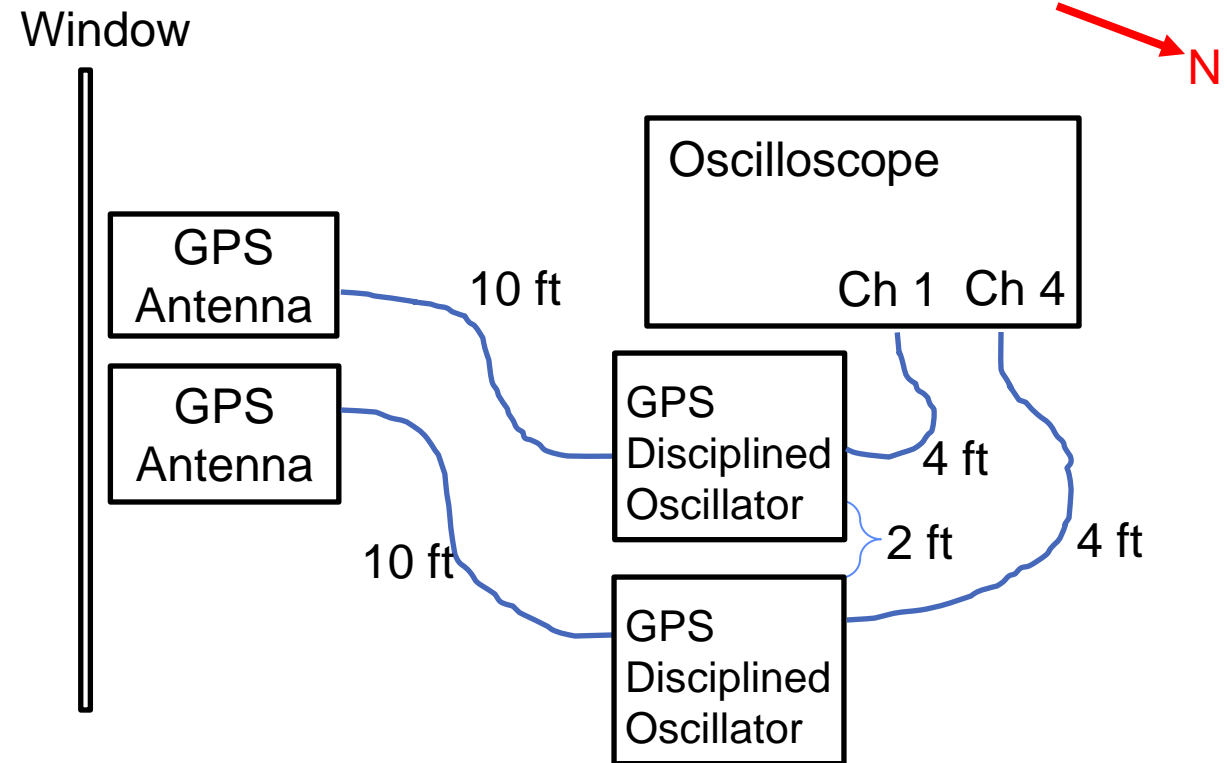 Window
N
Oscilloscope
Ch 1 Ch 4
GPS
Antenna
10 ft
GPS
Antenna
10 ft
GPS
Disciplined
Oscillator
4 ft
2 ft
4 ft
GPS
Disciplined
Oscillator